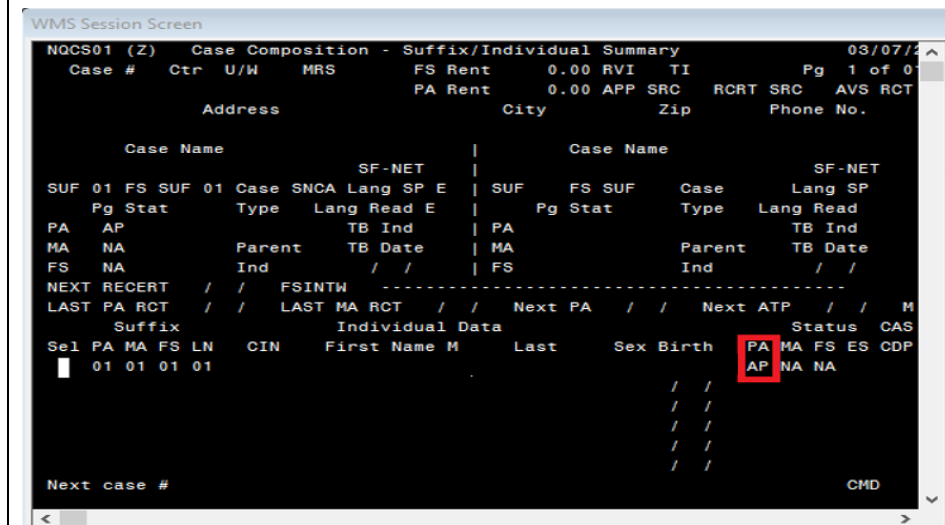 WMS Session Screen
NQCS01 (Z) Case Composition - Suffix/Individual Summary 03/07/2
Case # Ctr U/W MRS FS Rent 0.00 RVI TI Pg 1 of 01
PA Rent 0.00 APP SRC RCRT SRC AVS RCT
Address City Zip Phone No.
Case Name | Case Name
SF-NET | SF-NET
SUF 01 FS SUF 01 Case SNCA Lang SP E | SUF FS SUF Case Lang SP
Pg Stat Type Lang Read E | Pg Stat Type Lang Read
PA AP TB Ind | PA TB Ind
MA NA Parent TB Date | MA Parent TB Date
FS NA Ind / / | FS Ind / /
NEXT RECERT / / FSINTW --------------------------------------------
LAST PA RCT / / LAST MA RCT / / Next PA / / Next ATP / / M
Suffix Individual Data Status CAS
Sel PA MA FS LN CIN First Name M Last Sex Birth PA MA FS ES CDP
01 01 01 01 . AP NA NA
/ /
/ /
/ /
/ /
/ /
Next case # CMD